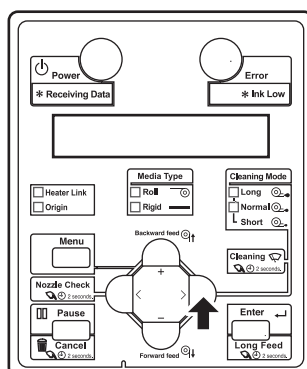 Power
Error
* Receiving Data
* Ink Low
Media Type
Roll
Rigid
Cleaning Mode
Long
Normal
Short
Heater Link
Origin
Menu
Backward feed
Cleaning
2 seconds.
Nozzle Check
2 seconds.
+
< >
−
Pause
Cancel
2 seconds.
Forward feed
Enter
Long Feed
2 seconds.